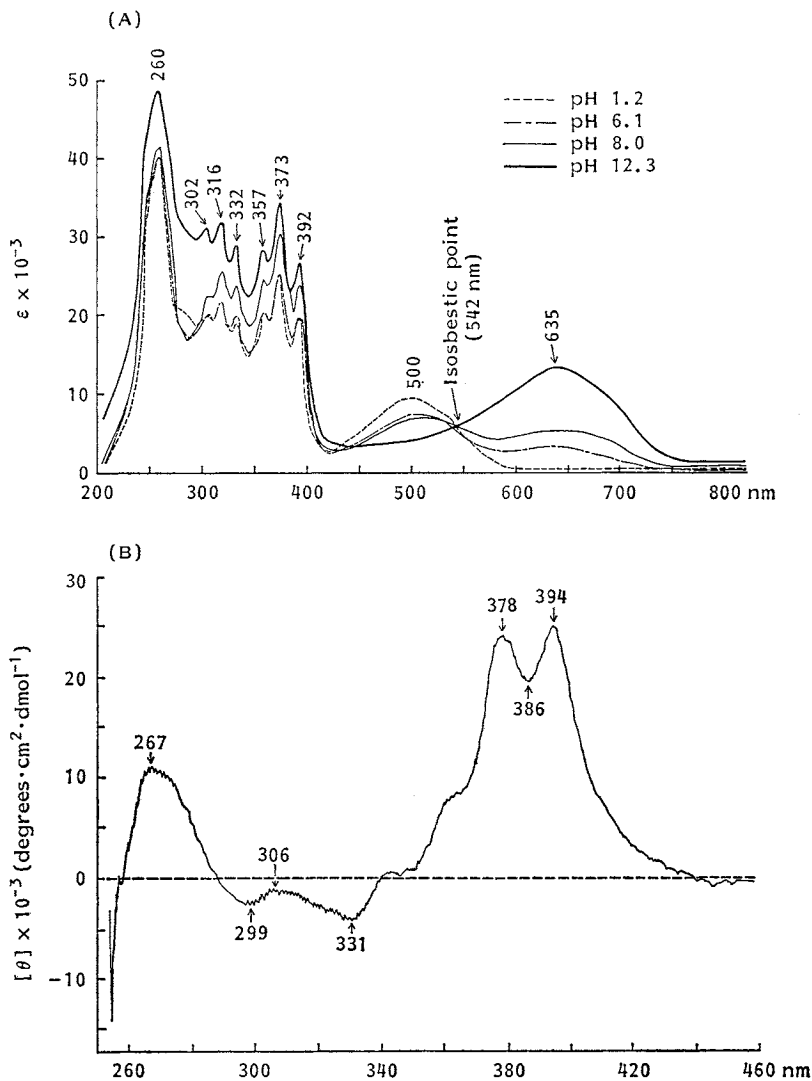 (A)
ε × 10⁻³
50
40
30
20
10
0
260
302
316
332
357
373
392
500
Isosbestic point
(542 nm)
635
pH 1.2
pH 6.1
pH 8.0
pH 12.3
200 300 400 500 600 700 800 nm
(B)
[θ] × 10⁻³ (degrees·cm²·dmol⁻¹)
30
20
10
0
−10
267
299
306
331
378
386
394
260 300 340 380 420 460 nm